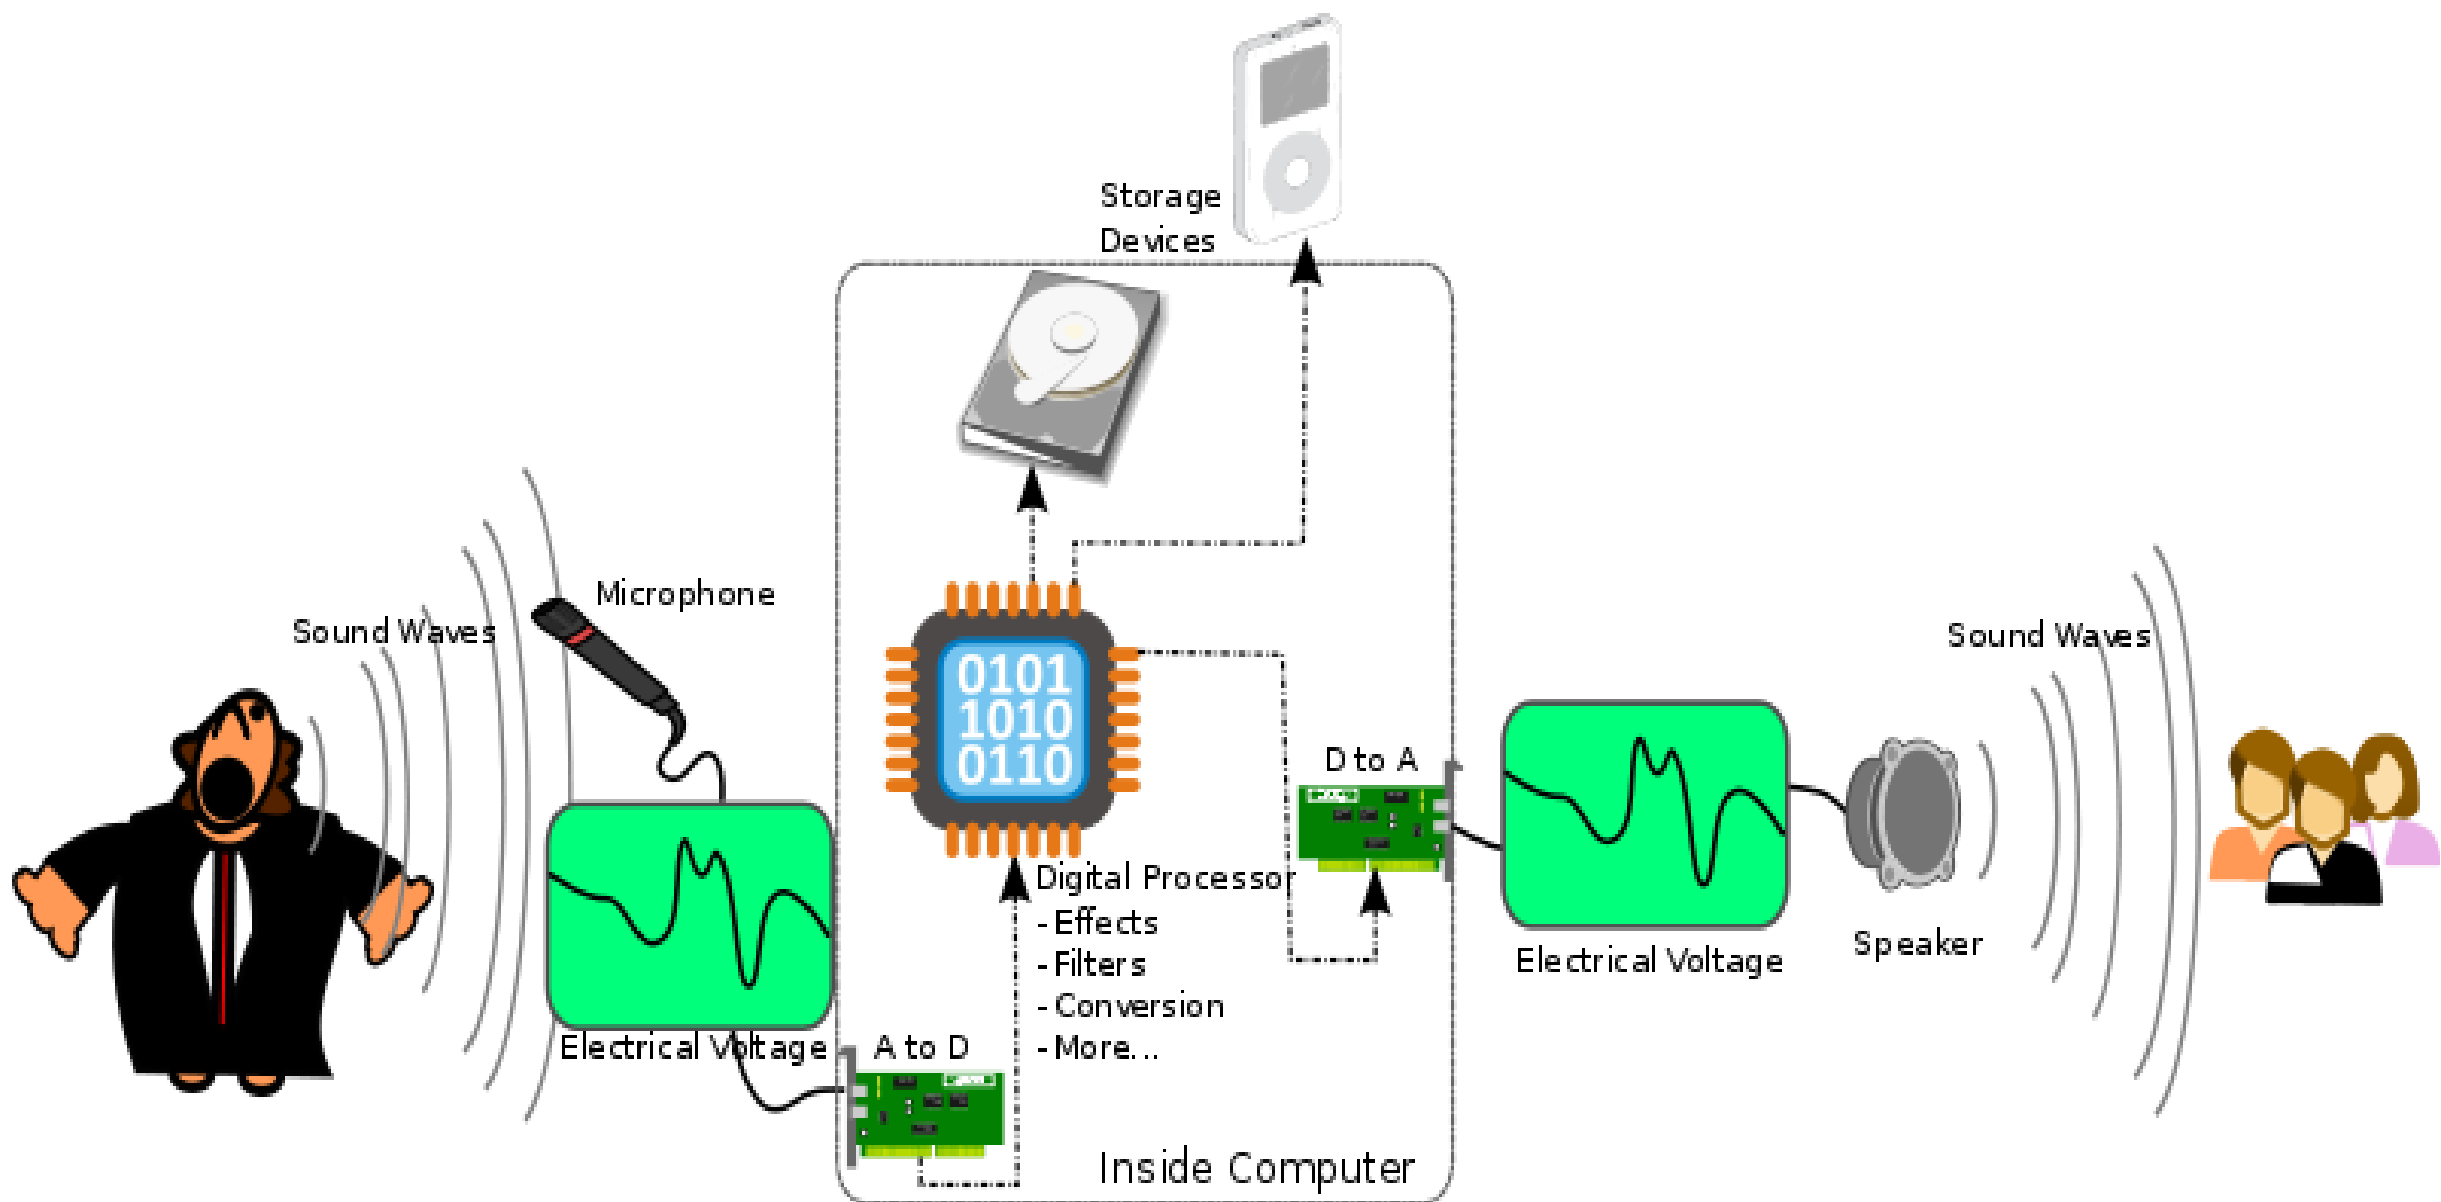 Storage
Devices
Microphone
Sound Waves
Sound Waves
0101
1010
0110
D to A
Digital Processor
- Effects
- Filters
- Conversion
- More...
Electrical Voltage
Speaker
Electrical Voltage
A to D
Inside Computer